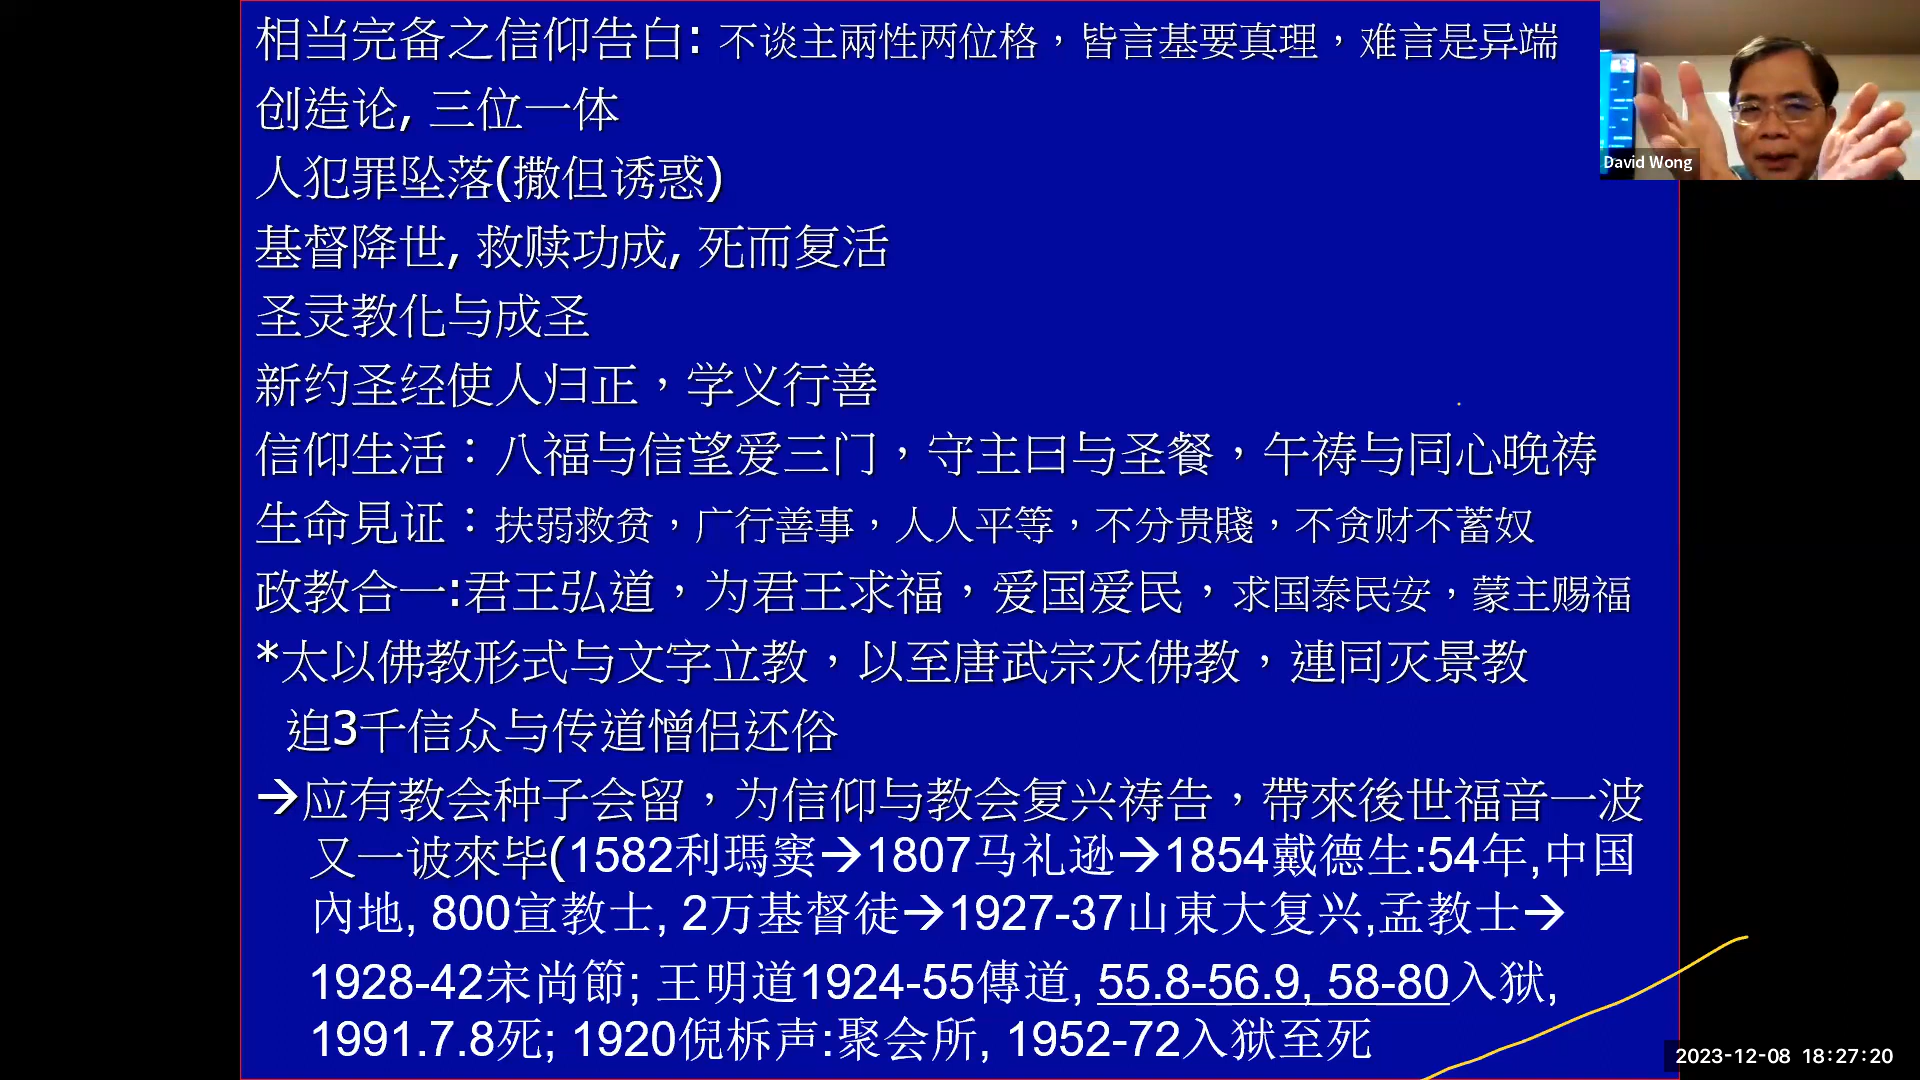 相当完备之信仰告白: 不谈主兩性两位格，皆言基要真理，难言是异端
创造论, 三位一体
人犯罪坠落(撒但诱惑)
基督降世, 救赎功成, 死而复活
圣灵教化与成圣
新约圣经使人归正，学义行善
信仰生活：八福与信望爱三门，守主曰与圣餐，午祷与同心晚祷
生命見证：扶弱救贫，广行善事，人人平等，不分贵賤，不贪财不蓄奴
政教合一:君王弘道，为君王求福，爱国爱民，求国泰民安，蒙主赐福
*太以佛教形式与文字立教，以至唐武宗灭佛教，連同灭景教
迫3千信众与传道憎侣还俗
→应有教会种子会留，为信仰与教会复兴祷告，帶來後世福音一波
又一诐來毕(1582利瑪窦→1807马礼逊→1854戴德生:54年,中国
內地, 800宣教士, 2万基督徒→1927-37山東大复兴,孟教士→
1928-42宋尚節; 王明道1924-55傳道, 55.8-56.9, 58-80入狱,
1991.7.8死; 1920倪柝声:聚会所, 1952-72入狱至死
David Wong
2023-12-08 18:27:20